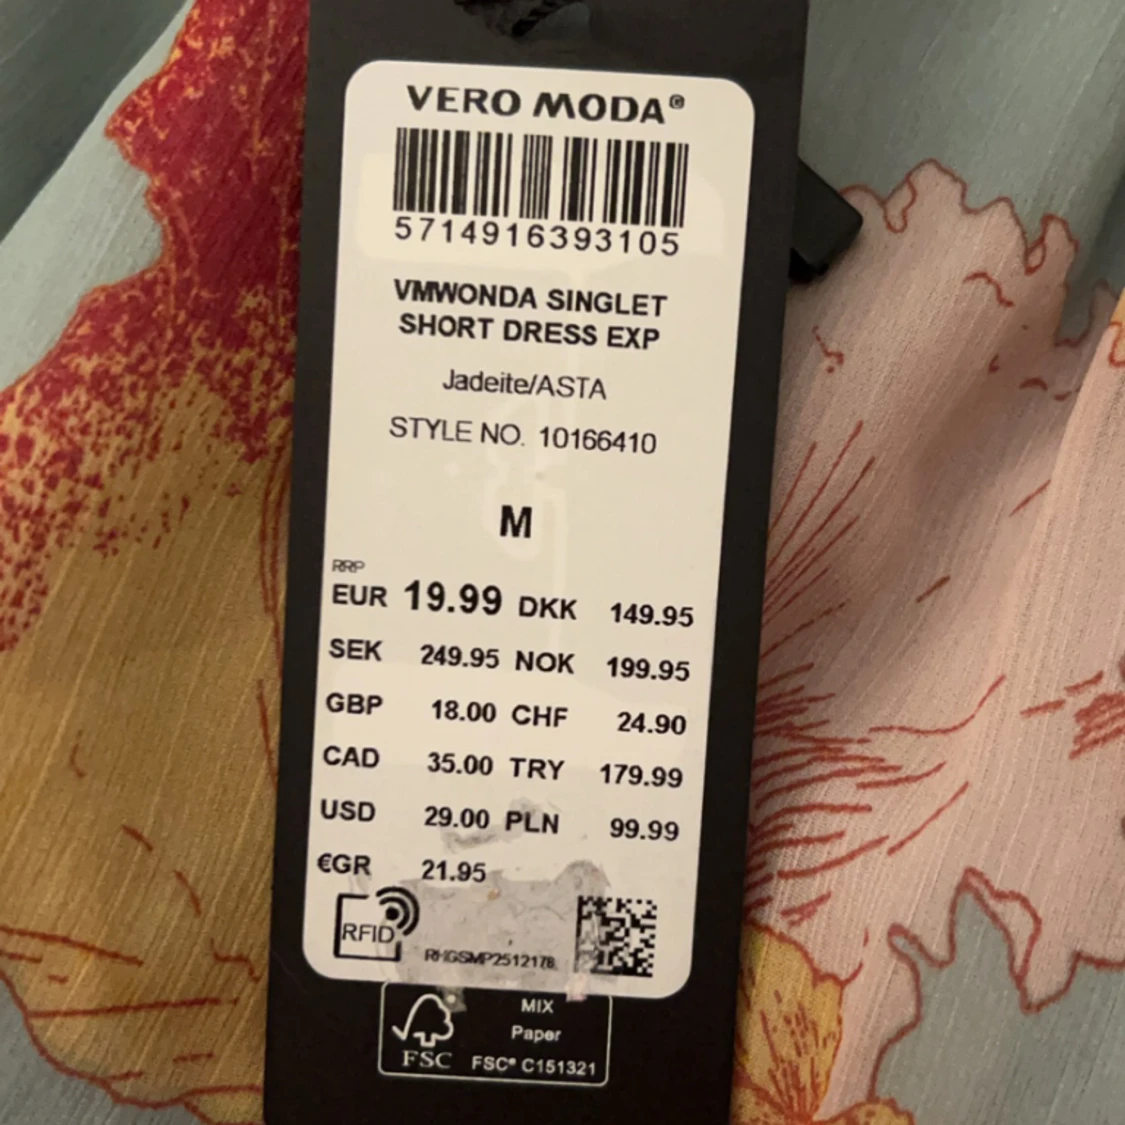 VERO MODA®
5714916393105
VMWONDA SINGLET
SHORT DRESS EXP
Jadeite/ASTA
STYLE NO. 10166410
M
RRP
EUR 19.99 DKK 149.95
SEK 249.95 NOK 199.95
GBP 18.00 CHF 24.90
CAD 35.00 TRY 179.99
USD 29.00 PLN 99.99
€GR 21.95
RFID
RHGSMP2512178
MIX
Paper
FSC FSC® C151321